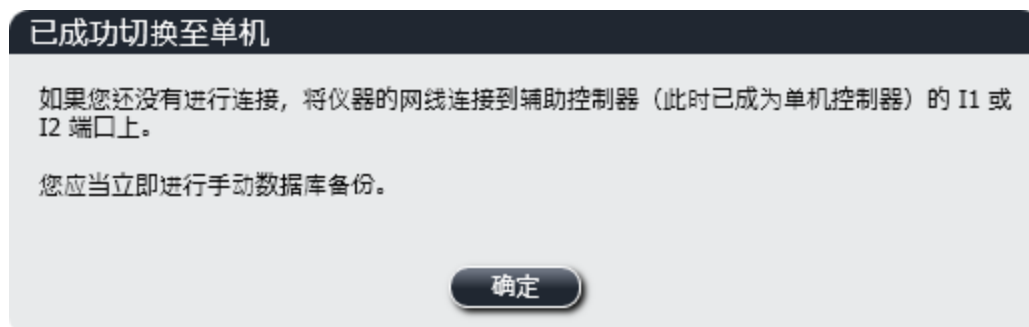 已成功切换至单机
如果您还没有进行连接，将仪器的网线连接到辅助控制器（此时已成为单机控制器）的 I1 或
I2 端口上。
您应当立即进行手动数据库备份。
确定